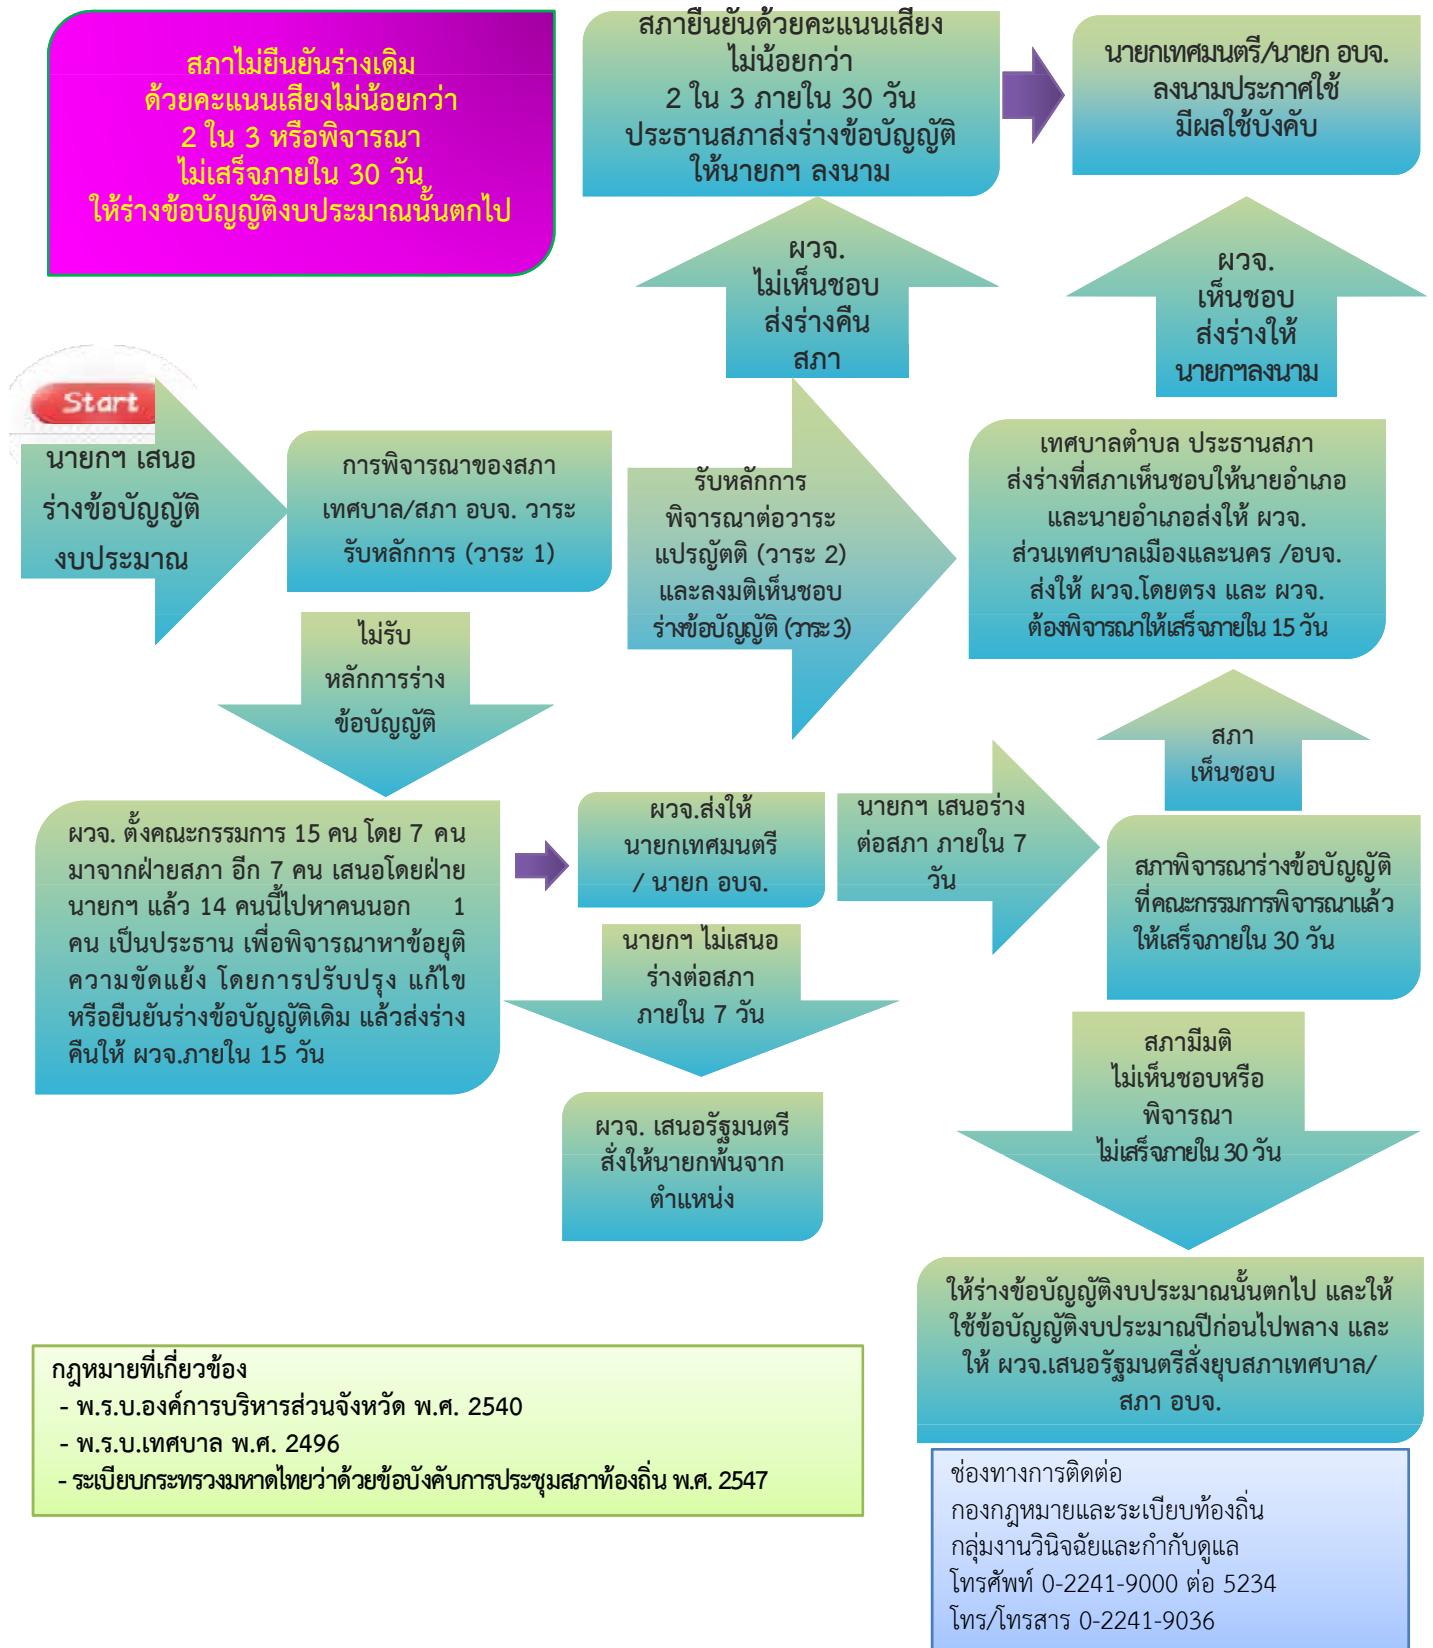 สภาไม่ยืนยันร่างเดิม
ด้วยคะแนนเสียงไม่น้อยกว่า
2 ใน 3 หรือพิจารณา
ไม่เสร็จภายใน 30 วัน
ให้ร่างข้อบัญญัติงบประมาณนั้นตกไป
สภายืนยันด้วยคะแนนเสียง
ไม่น้อยกว่า
2 ใน 3 ภายใน 30 วัน
ประธานสภาส่งร่างข้อบัญญัติ
ให้นายกฯ ลงนาม
นายกเทศมนตรี/นายก อบจ.
ลงนามประกาศใช้
มีผลใช้บังคับ
ผวจ.
ไม่เห็นชอบ
ส่งร่างคืน
สภา
ผวจ.
เห็นชอบ
ส่งร่างให้
นายกฯลงนาม
Start
นายกฯ เสนอ
ร่างข้อบัญญัติ
งบประมาณ
การพิจารณาของสภา
เทศบาล/สภา อบจ. วาระ
รับหลักการ (วาระ 1)
รับหลักการ
พิจารณาต่อวาระ
แปรญัตติ (วาระ 2)
และลงมติเห็นชอบ
ร่างข้อบัญญัติ (วาระ 3)
เทศบาลตำบล ประธานสภา
ส่งร่างที่สภาเห็นชอบให้นายอำเภอ
และนายอำเภอส่งให้ ผวจ.
ส่วนเทศบาลเมืองและนคร /อบจ.
ส่งให้ ผวจ.โดยตรง และ ผวจ.
ต้องพิจารณาให้เสร็จภายใน 15 วัน
ไม่รับ
หลักการร่าง
ข้อบัญญัติ
สภา
เห็นชอบ
ผวจ. ตั้งคณะกรรมการ 15 คน โดย 7 คน
มาจากฝ่ายสภา อีก 7 คน เสนอโดยฝ่าย
นายกฯ แล้ว 14 คนนี้ไปหาคนนอก 1
คน เป็นประธาน เพื่อพิจารณาหาข้อยุติ
ความขัดแย้ง โดยการปรับปรุง แก้ไข
หรือยืนยันร่างข้อบัญญัติเดิม แล้วส่งร่าง
คืนให้ ผวจ.ภายใน 15 วัน
ผวจ.ส่งให้
นายกเทศมนตรี
/ นายก อบจ.
นายกฯ เสนอร่าง
ต่อสภา ภายใน 7
วัน
สภาพิจารณาร่างข้อบัญญัติ
ที่คณะกรรมการพิจารณาแล้ว
ให้เสร็จภายใน 30 วัน
นายกฯ ไม่เสนอ
ร่างต่อสภา
ภายใน 7 วัน
สภามีมติ
ไม่เห็นชอบหรือ
พิจารณา
ไม่เสร็จภายใน 30 วัน
ผวจ. เสนอรัฐมนตรี
สั่งให้นายกพ้นจาก
ตำแหน่ง
ให้ร่างข้อบัญญัติงบประมาณนั้นตกไป และให้
ใช้ข้อบัญญัติงบประมาณปีก่อนไปพลาง และ
ให้ ผวจ.เสนอรัฐมนตรีสั่งยุบสภาเทศบาล/
สภา อบจ.
กฎหมายที่เกี่ยวข้อง
- พ.ร.บ.องค์การบริหารส่วนจังหวัด พ.ศ. 2540
- พ.ร.บ.เทศบาล พ.ศ. 2496
- ระเบียบกระทรวงมหาดไทยว่าด้วยข้อบังคับการประชุมสภาท้องถิ่น พ.ศ. 2547
ช่องทางการติดต่อ
กองกฎหมายและระเบียบท้องถิ่น
กลุ่มงานวินิจฉัยและกำกับดูแล
โทรศัพท์ 0-2241-9000 ต่อ 5234
โทร/โทรสาร 0-2241-9036